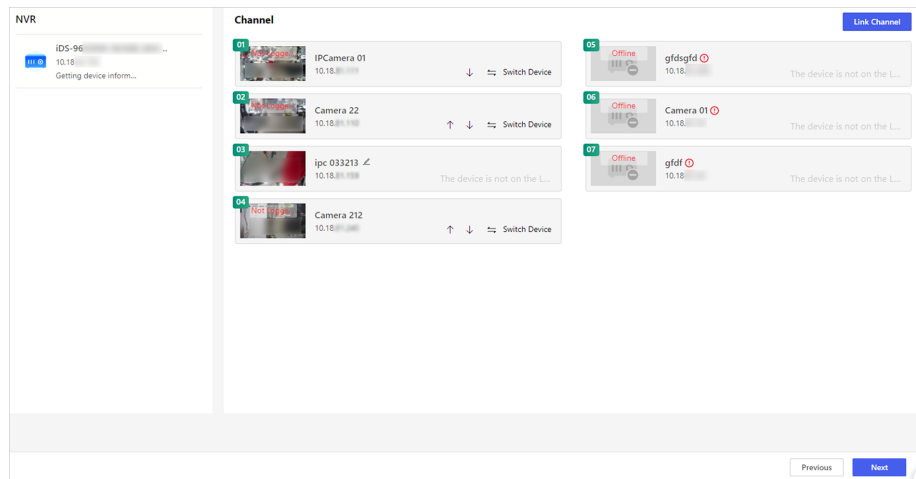 NVR
iDS-96
10.18
Getting device inform...
Channel
Link Channel
01
Not Logge
IPCamera 01
10.18.
Switch Device
02
Not Logge
Camera 22
10.18.
Switch Device
03
ipc 033213
10.18.
The device is not on the L...
04
Not Logge
Camera 212
10.18
Switch Device
05
Offline
gfdsgfd
10.18.
The device is not on the L...
06
Offline
Camera 01
10.18.
The device is not on the L...
07
Offline
gfdf
10.18
The device is not on the L...
Previous
Next